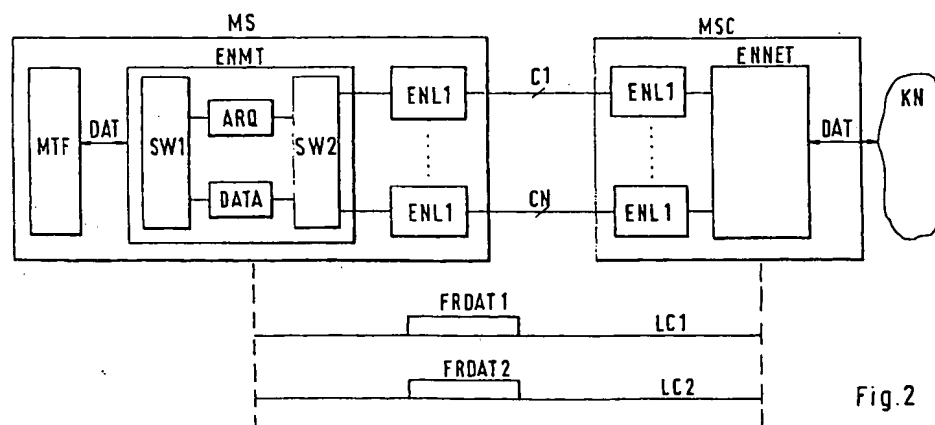 MS
MSC
ENMT
ENNET
MTF
DAT
SW1
ARQ
DATA
SW2
ENL1
ENL1
C1
CN
ENL1
ENL1
DAT
KN
FRDAT1
LC1
FRDAT2
LC2
Fig.2